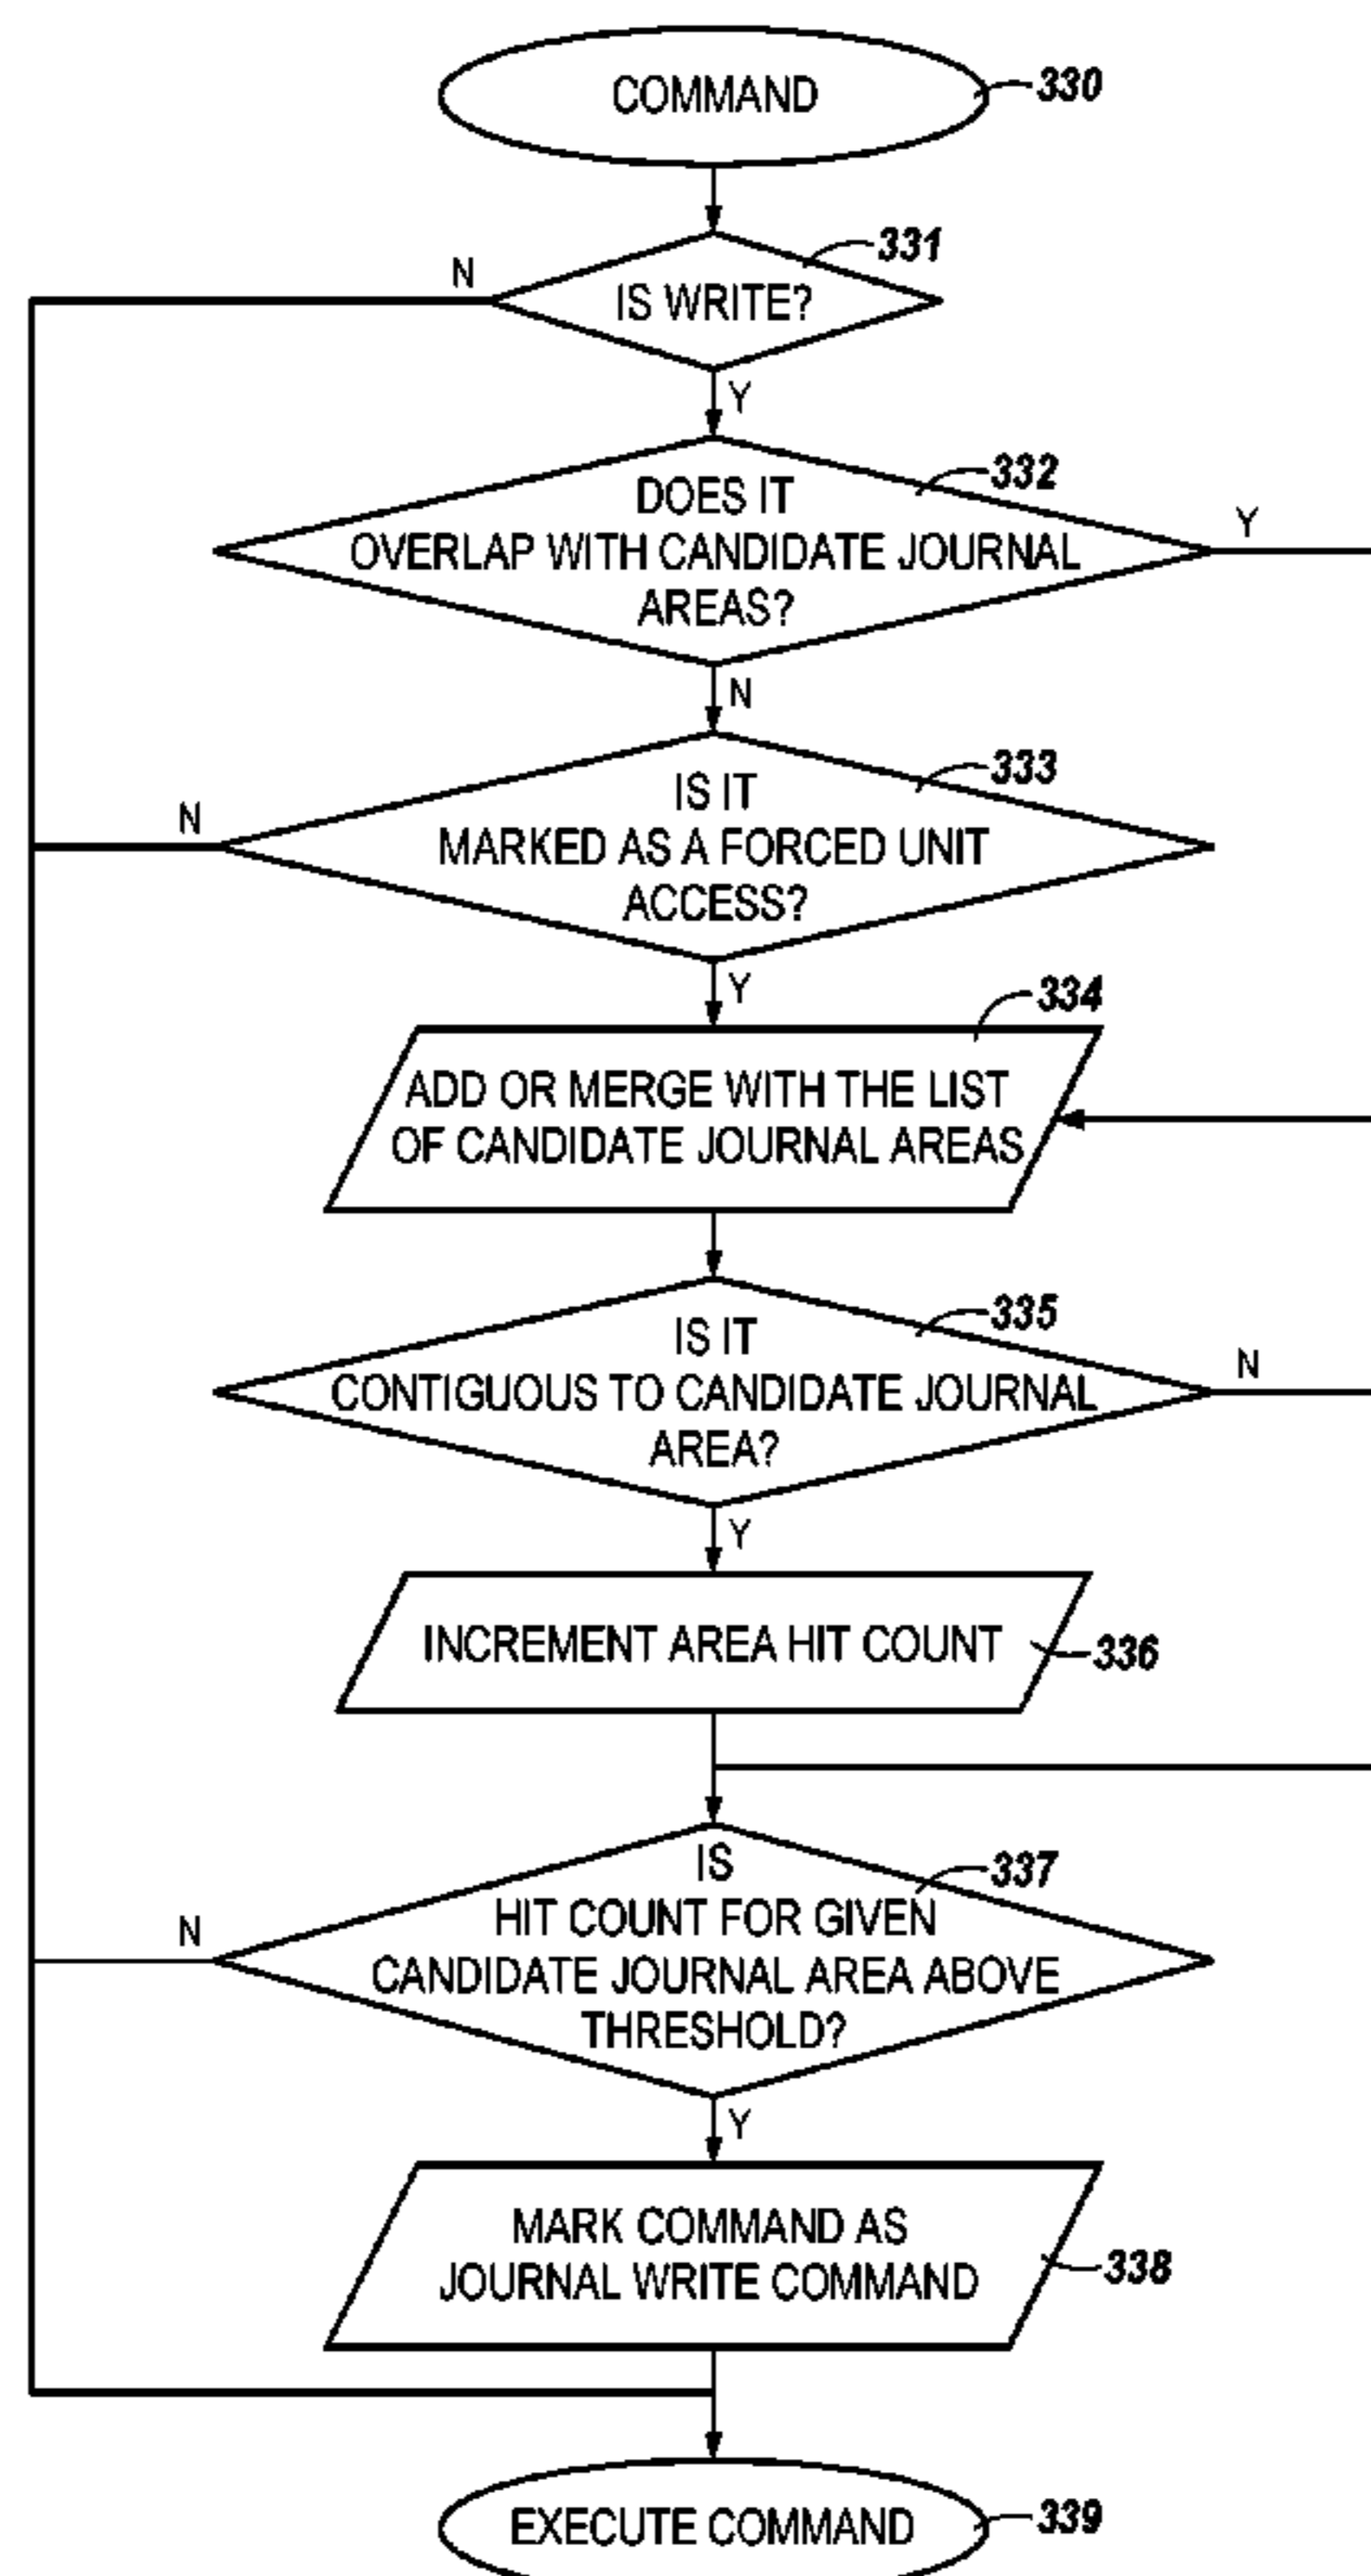 COMMAND
330
331
N
IS WRITE?
Y
332
DOES IT
OVERLAP WITH CANDIDATE JOURNAL
AREAS?
Y
N
333
IS IT
MARKED AS A FORCED UNIT
ACCESS?
N
Y
334
ADD OR MERGE WITH THE LIST
OF CANDIDATE JOURNAL AREAS
335
IS IT
CONTIGUOUS TO CANDIDATE JOURNAL
AREA?
N
Y
INCREMENT AREA HIT COUNT
336
337
IS
HIT COUNT FOR GIVEN
CANDIDATE JOURNAL AREA ABOVE
THRESHOLD?
N
Y
MARK COMMAND AS
JOURNAL WRITE COMMAND
338
EXECUTE COMMAND
339